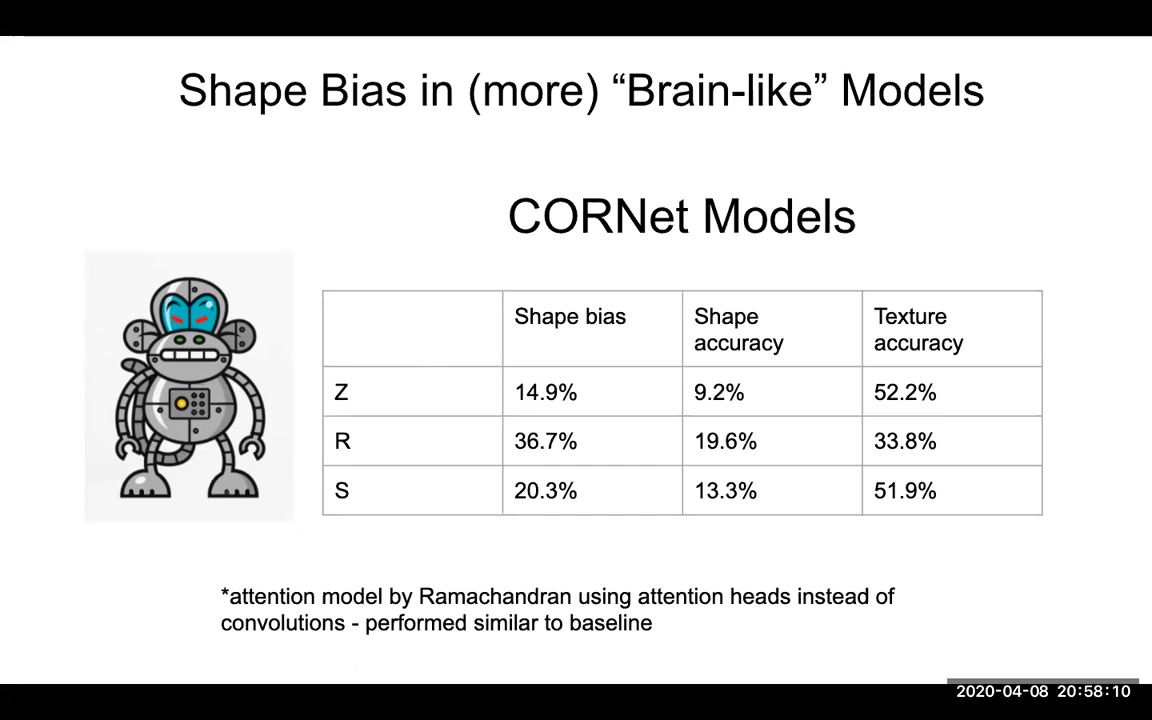 Shape Bias in (more) “Brain-like” Models
CORNet Models
Shape bias Shape accuracy Texture accuracy
Z 14.9% 9.2% 52.2%
R 36.7% 19.6% 33.8%
S 20.3% 13.3% 51.9%
*attention model by Ramachandran using attention heads instead of
convolutions - performed similar to baseline
2020-04-08 20:58:10